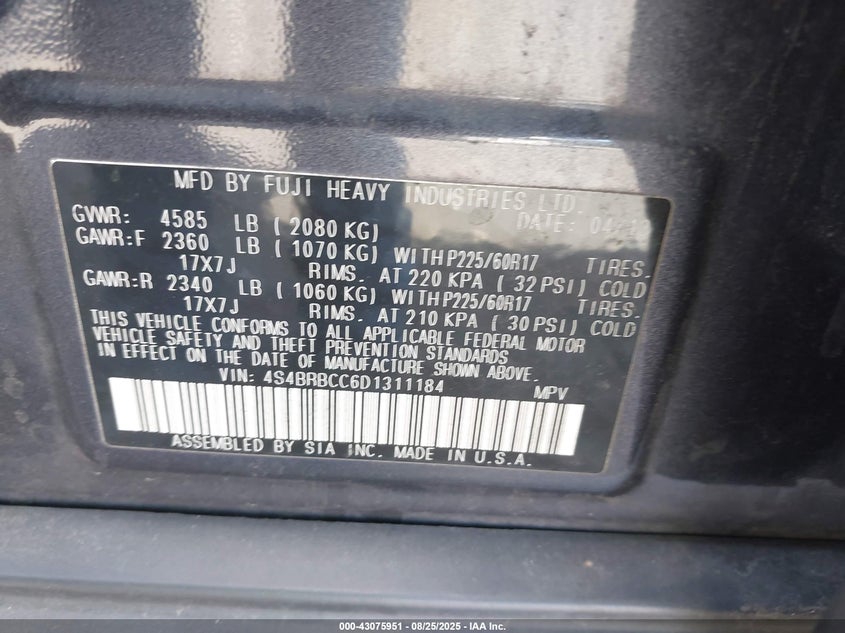 MFD BY FUJI HEAVY INDUSTRIES LTD.
GVWR: 4585 LB ( 2080 KG) DATE:
GAWR:F 2360 LB ( 1070 KG) WITH P225/60R17 TIRES.
17X7J RIMS. AT 220 KPA ( 32 PSI) COLD
GAWR:R 2340 LB ( 1060 KG) WITH P225/60R17 TIRES.
17X7J RIMS. AT 210 KPA ( 30 PSI) COLD
THIS VEHICLE CONFORMS TO ALL APPLICABLE FEDERAL MOTOR
VEHICLE SAFETY AND THEFT PREVENTION STANDARDS
IN EFFECT ON THE DATE OF MANUFACTURE SHOWN ABOVE.
VIN: 4S4BRBCC6D1311184 MPV
ASSEMBLED BY SIA INC. MADE IN U.S.A.
000-43075951 - 08/25/2025 - IAA Inc.